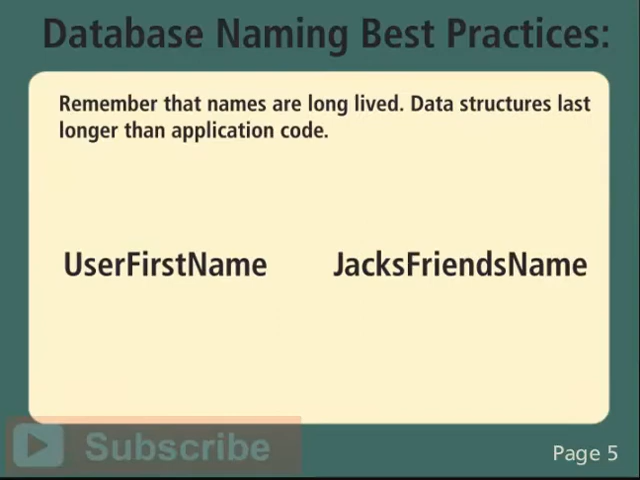 Database Naming Best Practices:
Remember that names are long lived. Data structures last
longer than application code.
UserFirstName JacksFriendsName
Subscribe
Page 5